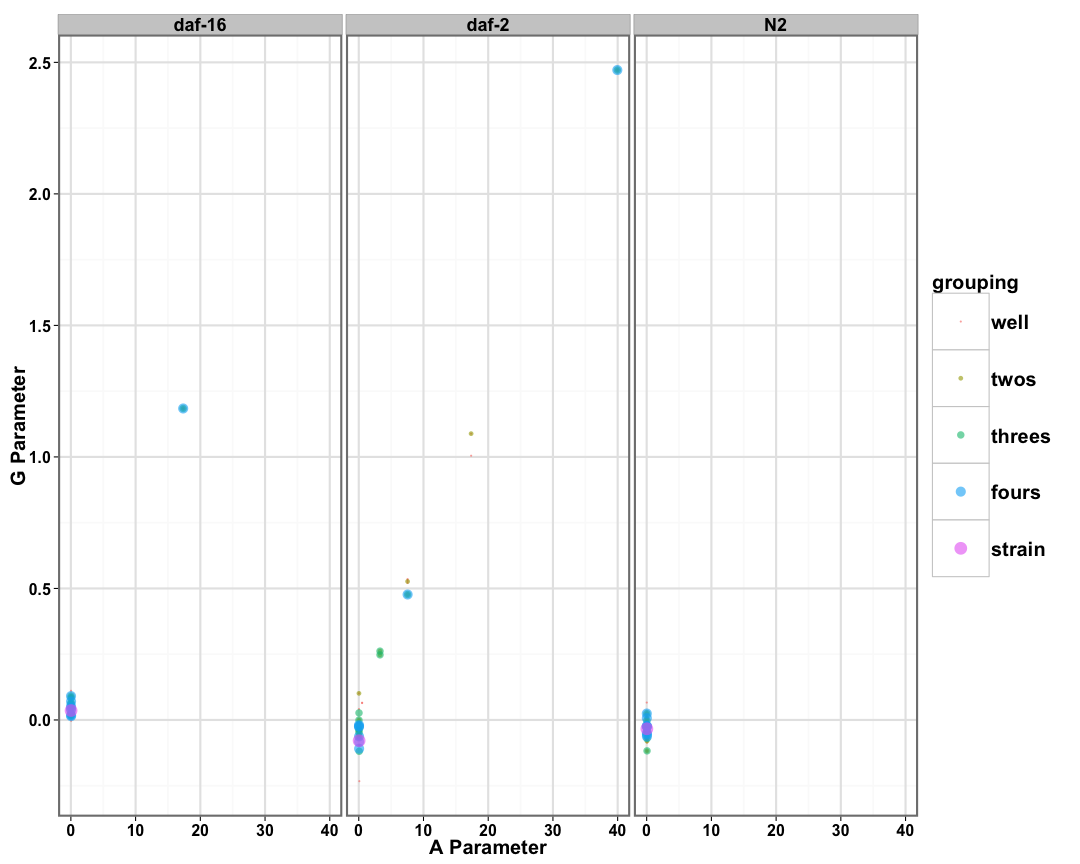 daf-16 daf-2 N2
2.5
2.0
1.5
1.0
0.5
0.0
G Parameter
0 10 20 30 40 0 10 20 30 40 0 10 20 30 40
A Parameter
grouping
well
twos
threes
fours
strain